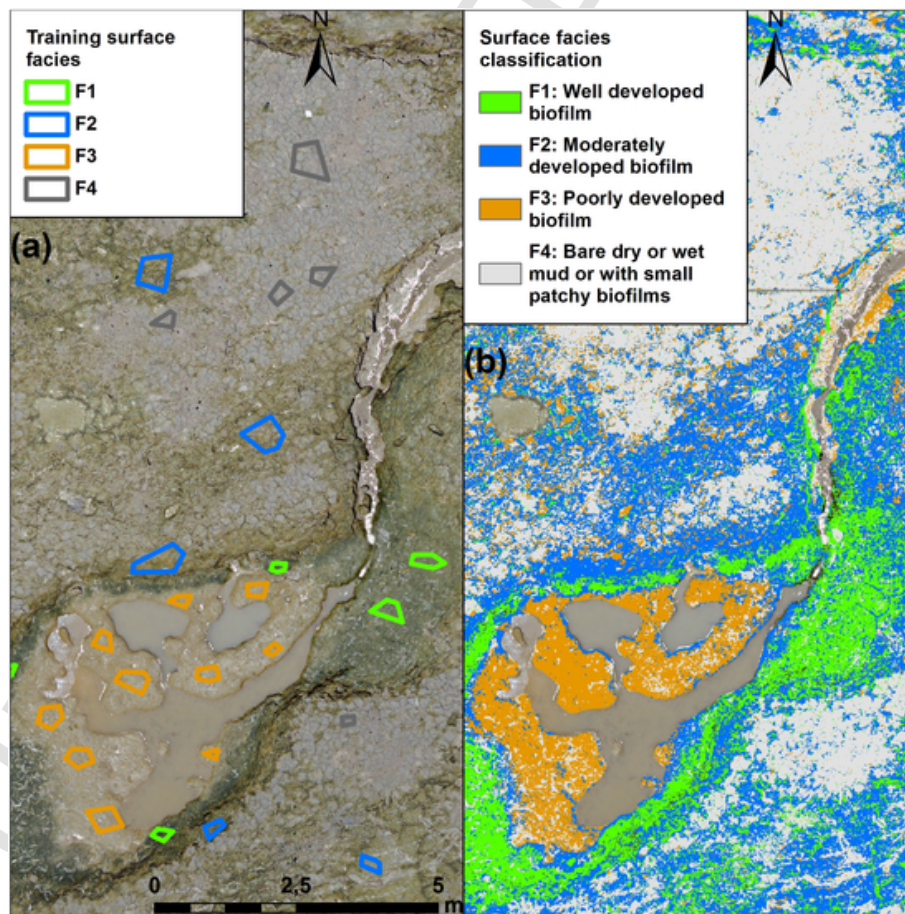 Training surface
facies
F1
F2
F3
F4
N
(a)
0
2,5
5
m
Surface facies
classification
F1: Well developed
biofilm
F2: Moderately
developed biofilm
F3: Poorly developed
biofilm
F4: Bare dry or wet
mud or with small
patchy biofilms
N
(b)